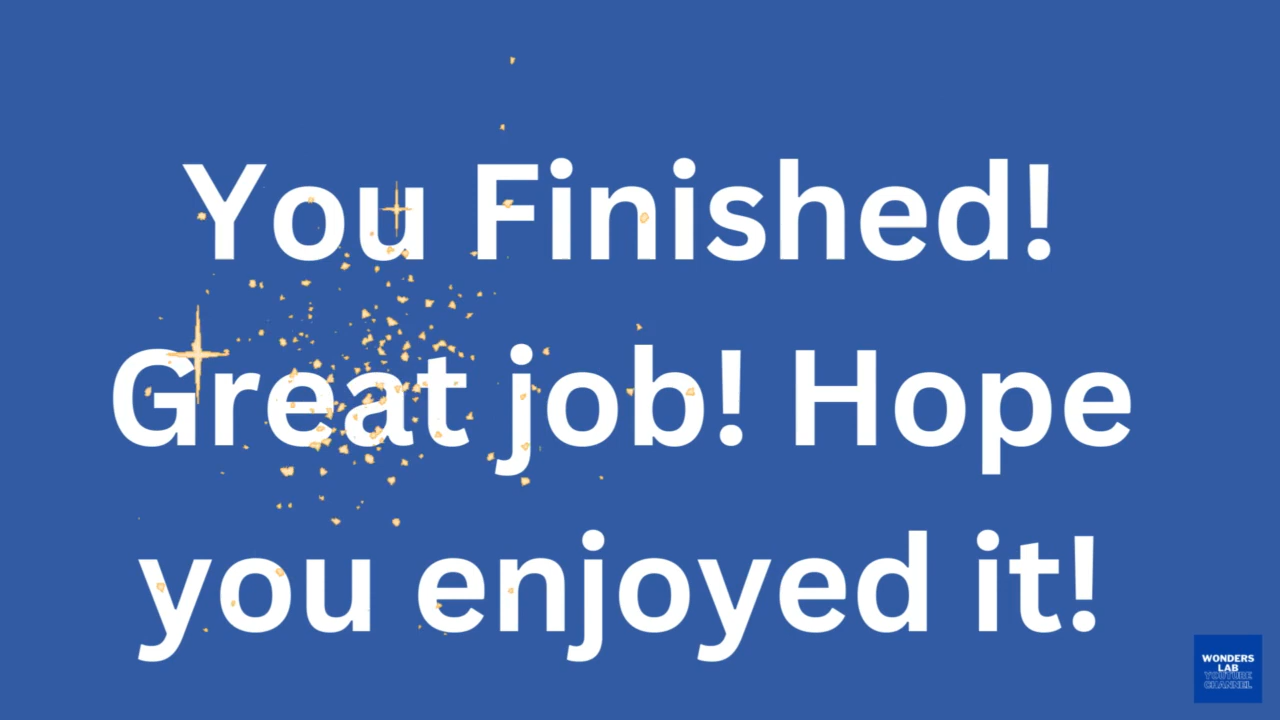 You Finished!
Great job! Hope
you enjoyed it!
WONDERS
LAB
YOUTUBE
CHANNEL